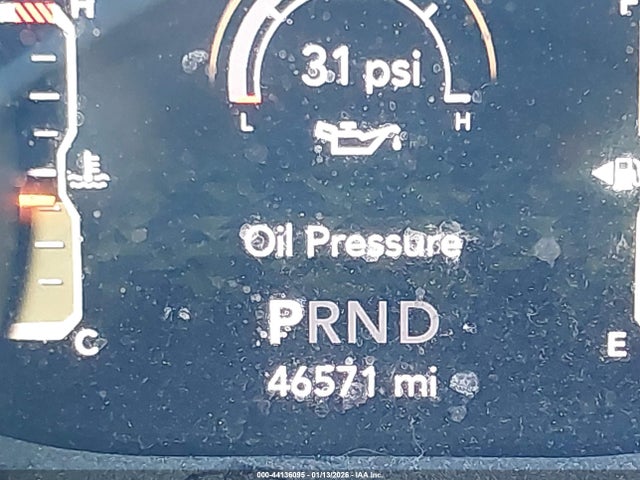 H
F
31 psi
L H
Oil Pressure
PRND
C E
46571 mi
000-44136095 - 01/13/2026 - IAA Inc.